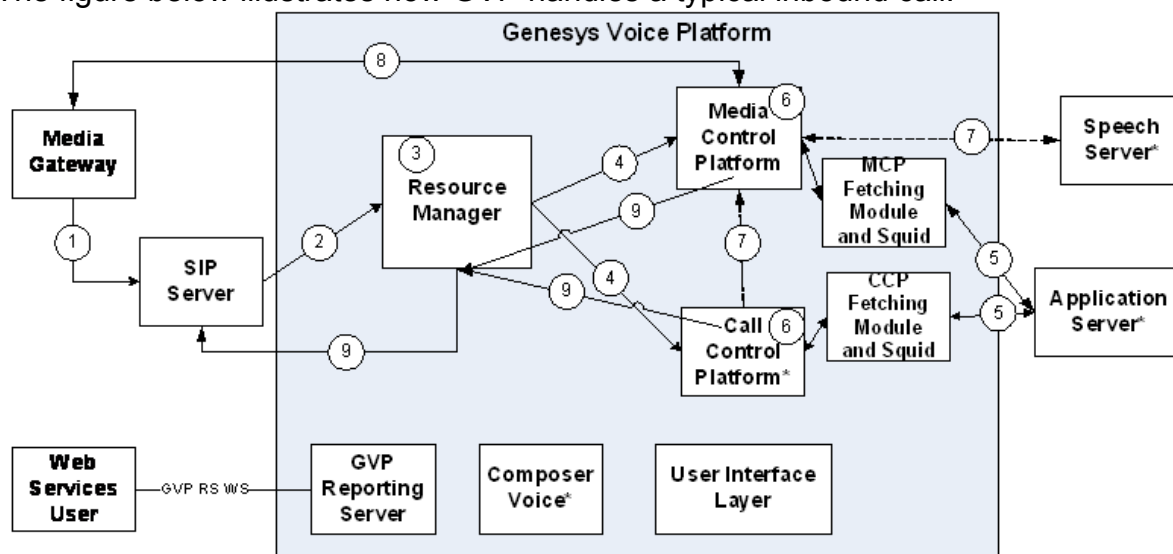 The figure below illustrates how GVP handles a typical inbound call.
Genesys Voice Platform
8
Media
Gateway
3
Resource
Manager
4
6
Media
Control
Platform
7
Speech
Server*
MCP
Fetching
Module
and Squid
9
1
2
SIP
Server
7
4
5
9
CCP
Fetching
Module
and Squid
5
Application
Server*
6
Call
Control
Platform*
9
Web
Services
User
GVP RS WS
GVP
Reporting
Server
Composer
Voice*
User Interface
Layer